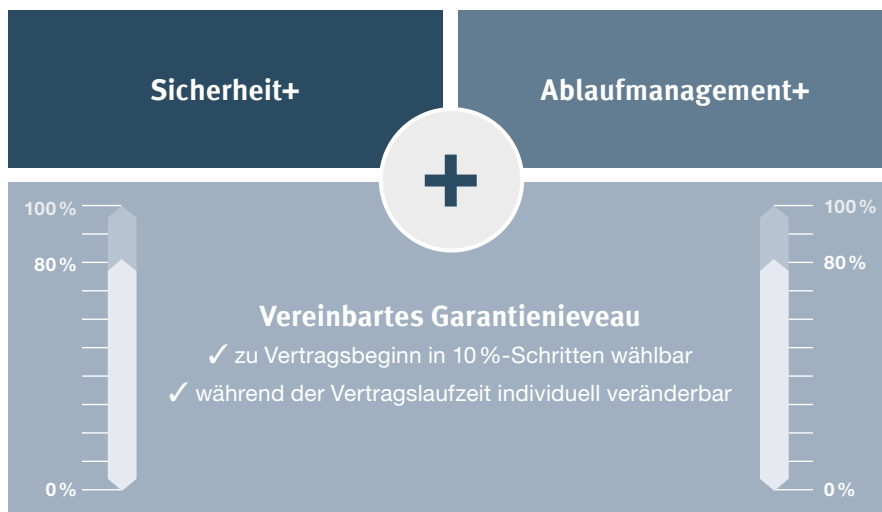 Sicherheit+
Ablaufmanagement+
+
100 %
100 %
80 %
80 %
Vereinbartes Garantienieveau
✓ zu Vertragsbeginn in 10 %-Schritten wählbar
✓ während der Vertragslaufzeit individuell veränderbar
0 %
0 %